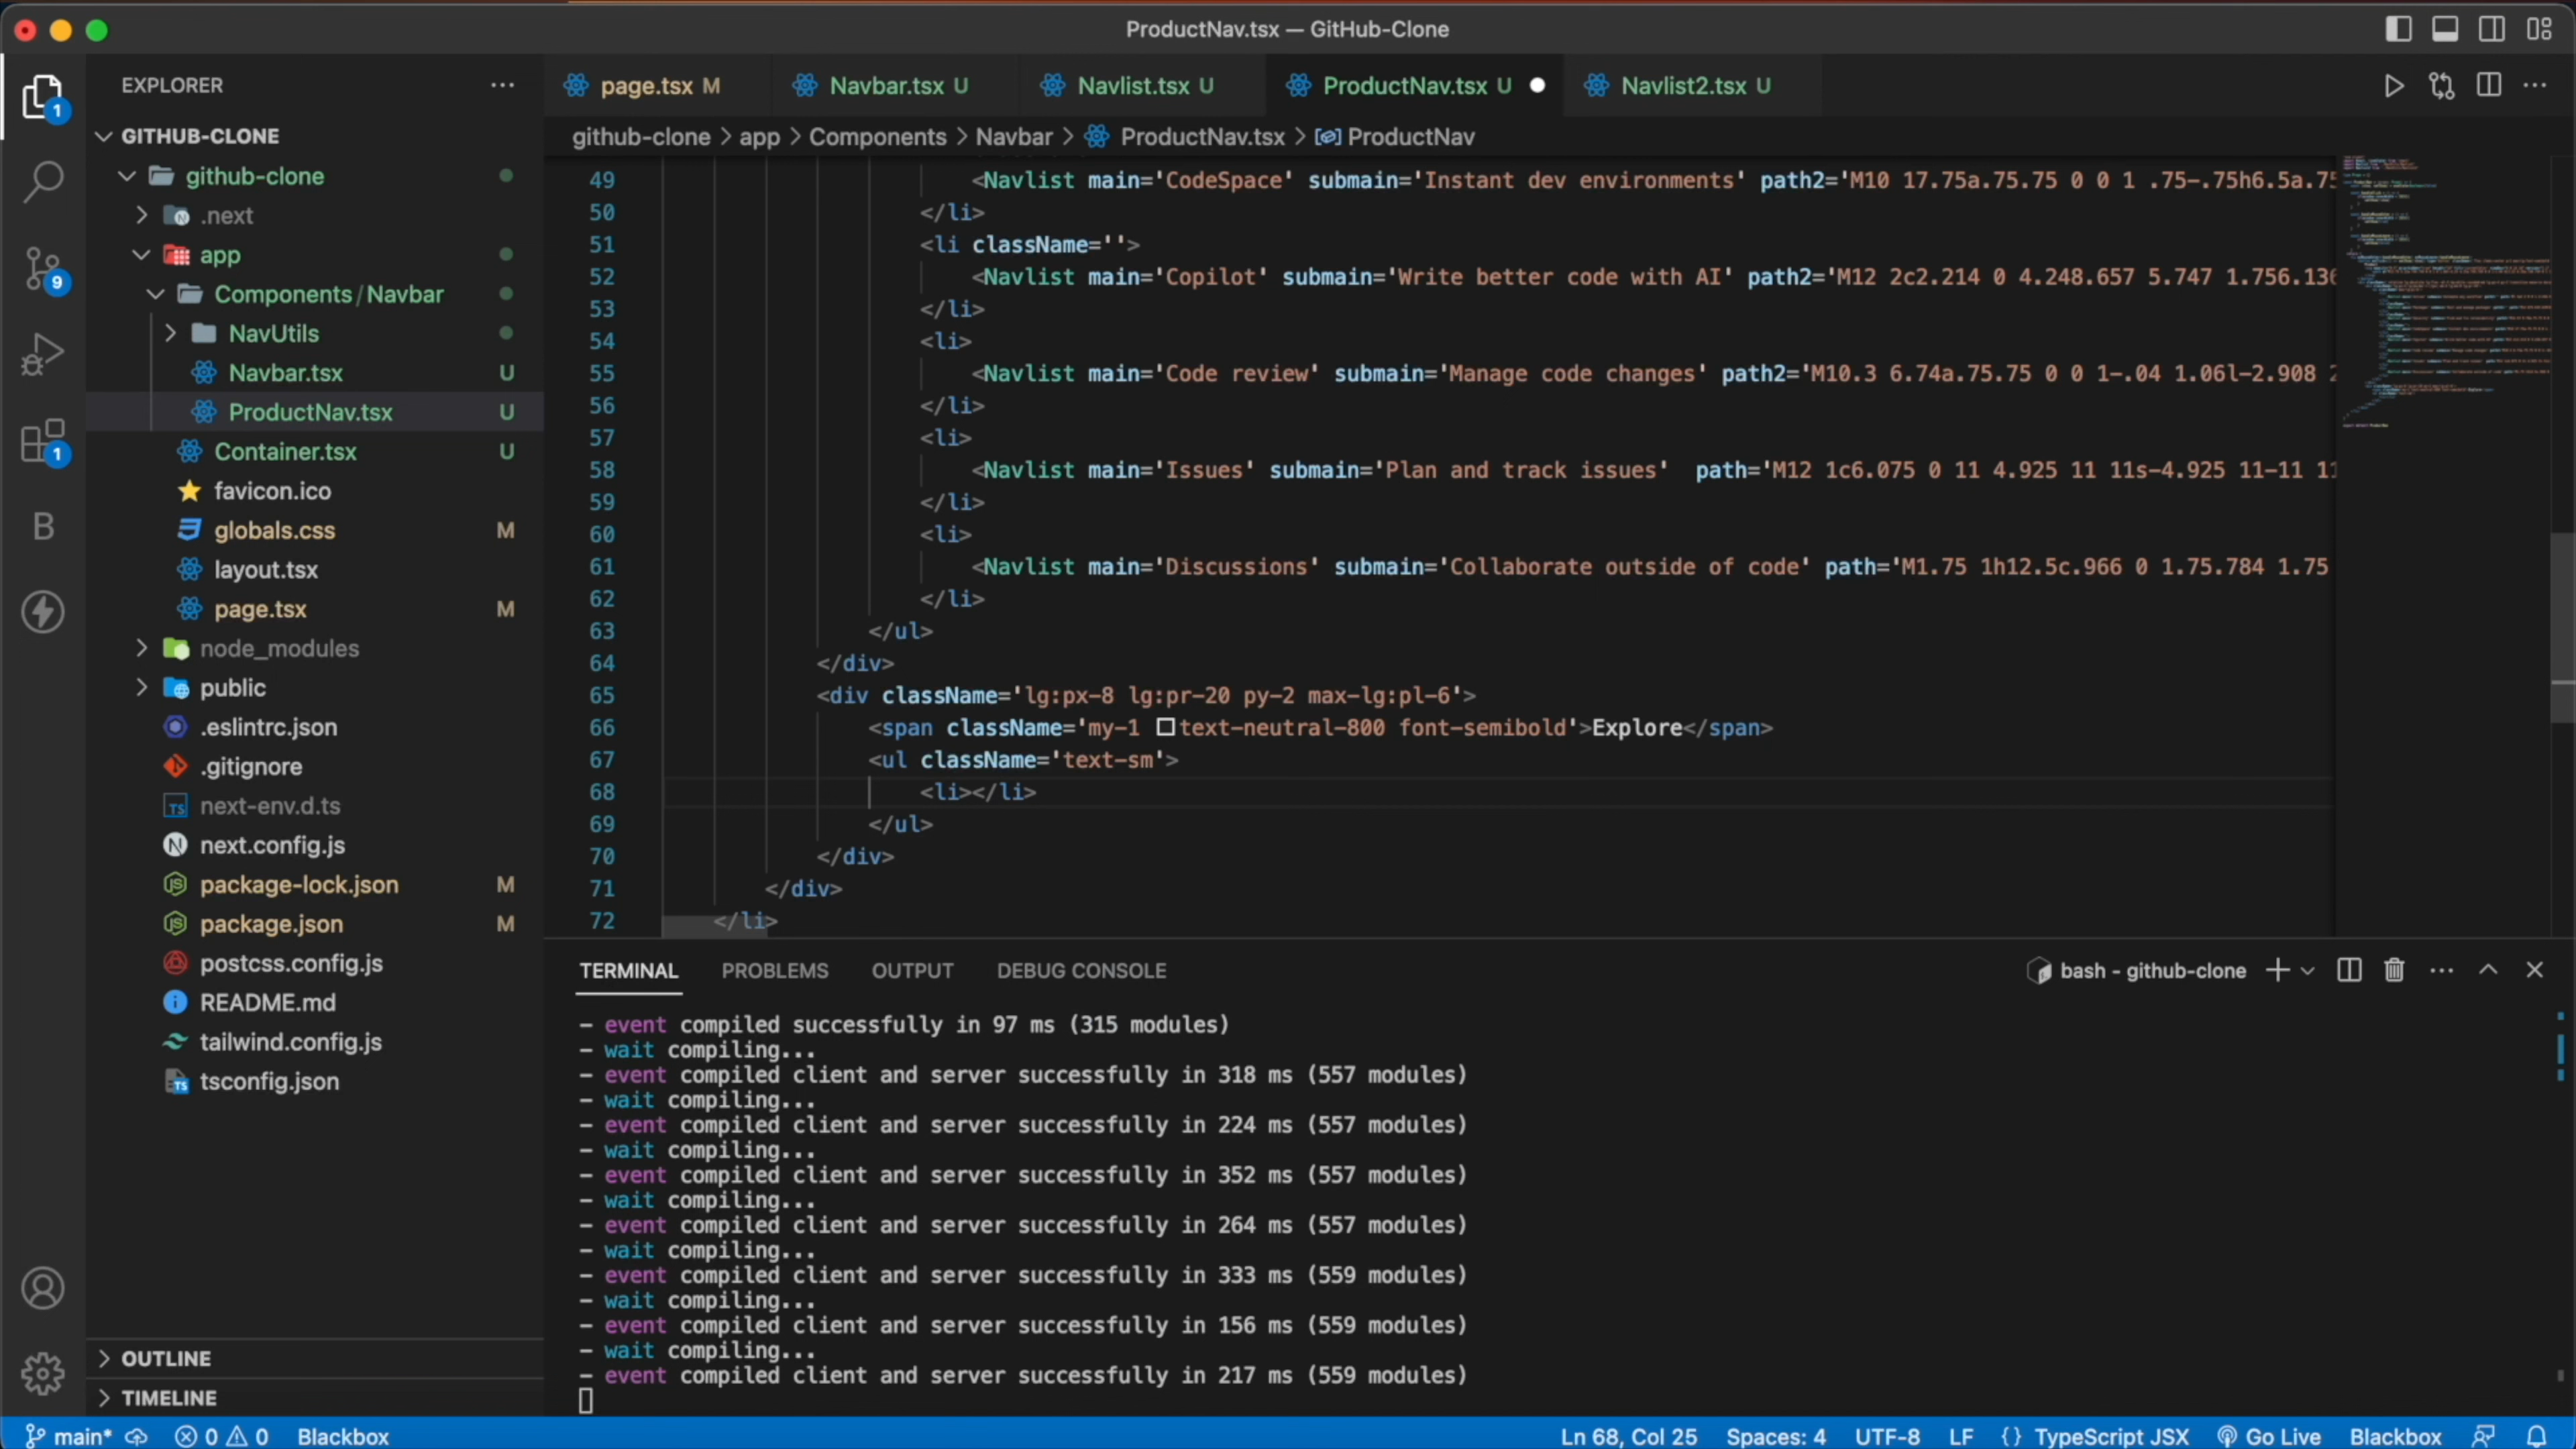 ProductNav.tsx — GitHub-Clone
EXPLORER
page.tsx M
Navbar.tsx U
Navlist.tsx U
ProductNav.tsx U
Navlist2.tsx U
github-clone > app > Components > Navbar > ProductNav.tsx > ProductNav
GITHUB-CLONE
github-clone
.next
app
Components/Navbar
NavUtils
Navbar.tsx U
ProductNav.tsx U
Container.tsx U
favicon.ico
globals.css M
layout.tsx
page.tsx M
node_modules
public
.eslintrc.json
.gitignore
next-env.d.ts
next.config.js
package-lock.json M
package.json M
postcss.config.js
README.md
tailwind.config.js
tsconfig.json
OUTLINE
TIMELINE
1
9
1
B
49 <Navlist main='CodeSpace' submain='Instant dev environments' path2='M10 17.75a.75.75 0 0 1 .75-.75h6.5a.75
50 </li>
51 <li className=''>
52 <Navlist main='Copilot' submain='Write better code with AI' path2='M12 2c2.214 0 4.248.657 5.747 1.756.136
53 </li>
54 <li>
55 <Navlist main='Code review' submain='Manage code changes' path2='M10.3 6.74a.75.75 0 0 1-.04 1.06l-2.908 2
56 </li>
57 <li>
58 <Navlist main='Issues' submain='Plan and track issues' path='M12 1c6.075 0 11 4.925 11 11s-4.925 11-11 11
59 </li>
60 <li>
61 <Navlist main='Discussions' submain='Collaborate outside of code' path='M1.75 1h12.5c.966 0 1.75.784 1.75
62 </li>
63 </ul>
64 </div>
65 <div className='lg:px-8 lg:pr-20 py-2 max-lg:pl-6'>
66 <span className='my-1 text-neutral-800 font-semibold'>Explore</span>
67 <ul className='text-sm'>
68 <li></li>
69 </ul>
70 </div>
71 </div>
72 </li>
TERMINAL PROBLEMS OUTPUT DEBUG CONSOLE
bash - github-clone
- event compiled successfully in 97 ms (315 modules)
- wait compiling...
- event compiled client and server successfully in 318 ms (557 modules)
- wait compiling...
- event compiled client and server successfully in 224 ms (557 modules)
- wait compiling...
- event compiled client and server successfully in 352 ms (557 modules)
- wait compiling...
- event compiled client and server successfully in 264 ms (557 modules)
- wait compiling...
- event compiled client and server successfully in 333 ms (559 modules)
- wait compiling...
- event compiled client and server successfully in 156 ms (559 modules)
- wait compiling...
- event compiled client and server successfully in 217 ms (559 modules)
main* 0 0 Blackbox
Ln 68, Col 25 Spaces: 4 UTF-8 LF {} TypeScript JSX Go Live Blackbox